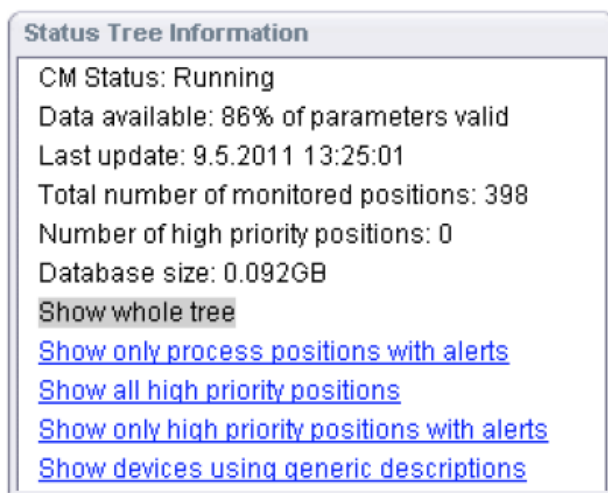 Status Tree Information
CM Status: Running
Data available: 86% of parameters valid
Last update: 9.5.2011 13:25:01
Total number of monitored positions: 398
Number of high priority positions: 0
Database size: 0.092GB
Show whole tree
Show only process positions with alerts
Show all high priority positions
Show only high priority positions with alerts
Show devices using generic descriptions